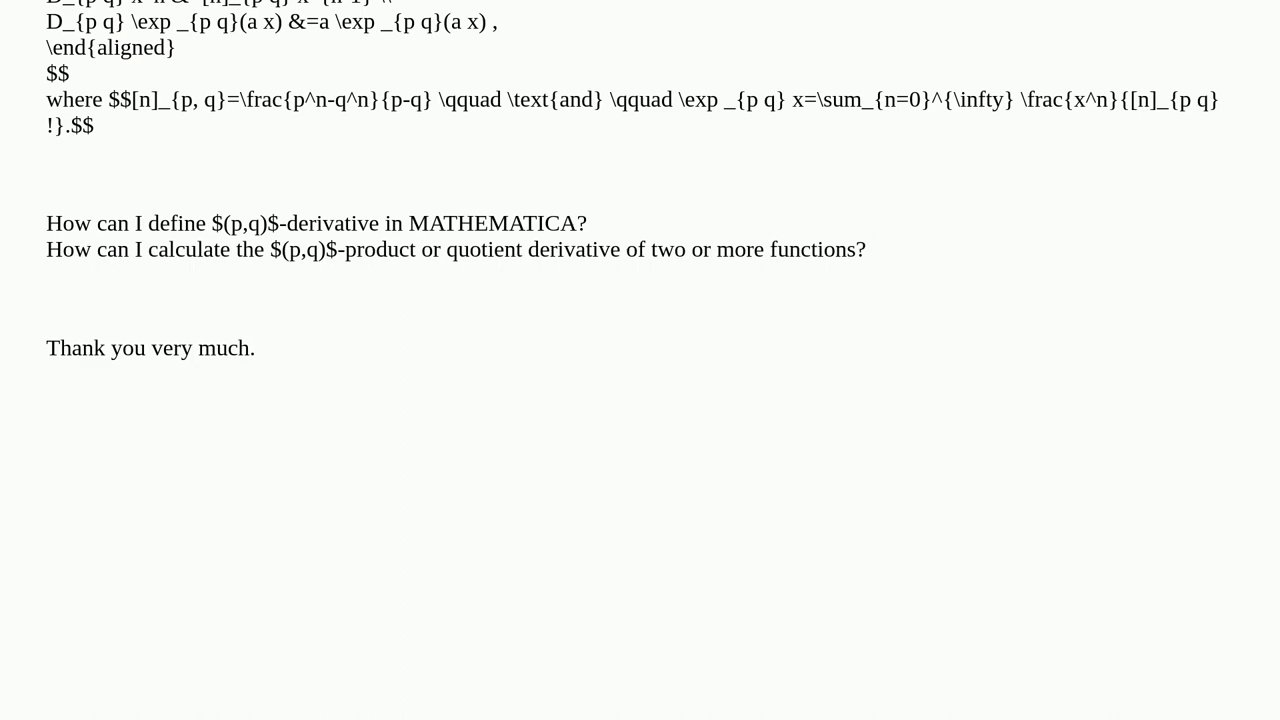 D_{p q} \exp _{p q}(a x) &=a \exp _{p q}(a x) ,
\end{aligned}
$$
where $$[n]_{p, q}=\frac{p^n-q^n}{p-q} \qquad \text{and} \qquad \exp _{p q} x=\sum_{n=0}^{\infty} \frac{x^n}{[n]_{p q}
!}.$$
How can I define $(p,q)$-derivative in MATHEMATICA?
How can I calculate the $(p,q)$-product or quotient derivative of two or more functions?
Thank you very much.